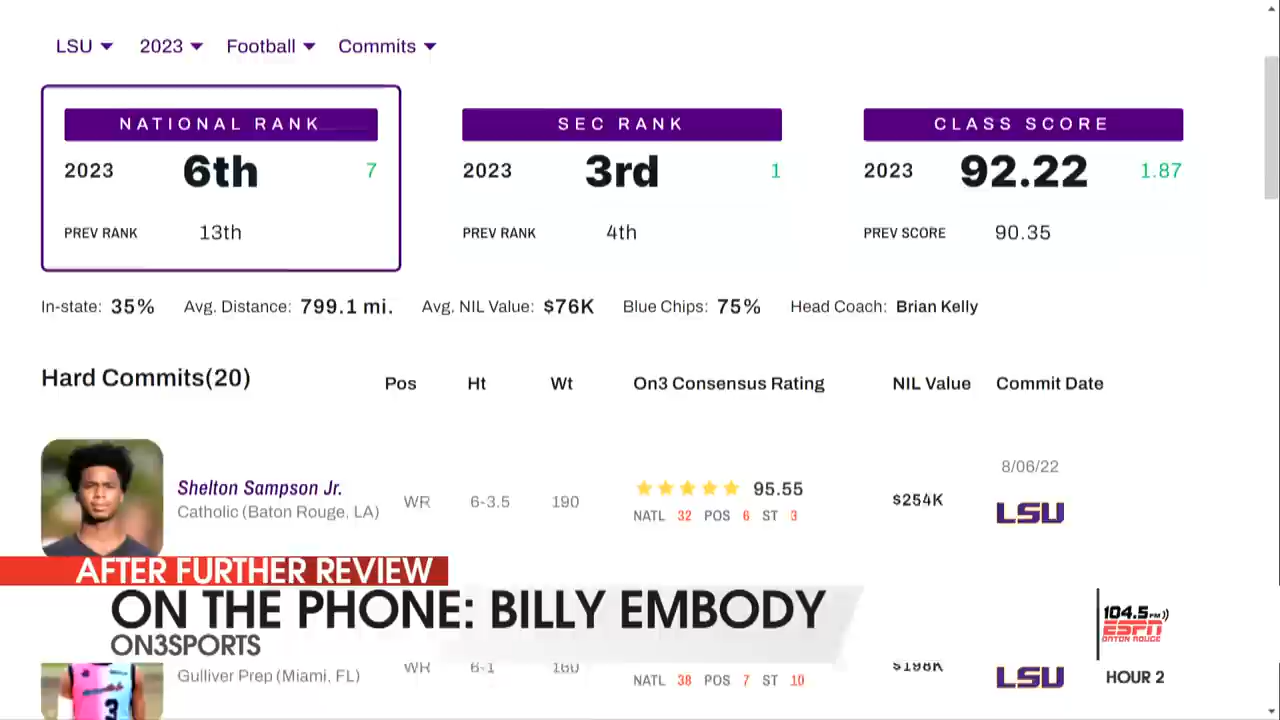 LSU 2023 Football Commits
NATIONAL RANK SEC RANK CLASS SCORE
2023 6th 7 2023 3rd 1 2023 92.22 1.87
PREV RANK 13th PREV RANK 4th PREV SCORE 90.35
In-state: 35% Avg. Distance: 799.1 mi. Avg. NIL Value: $76K Blue Chips: 75% Head Coach: Brian Kelly
Hard Commits(20) Pos Ht Wt On3 Consensus Rating NIL Value Commit Date
8/06/22
Shelton Sampson Jr. WR 6-3.5 190 95.55 $254K
Catholic (Baton Rouge, LA) NATL 32 POS 6 ST 3 LSU
AFTER FURTHER REVIEW
ON THE PHONE: BILLY EMBODY
ON3SPORTS
104.5 FM
ESPN
BATON ROUGE
HOUR 2
WR 6-1 160 $198K
Gulliver Prep (Miami, FL) NATL 38 POS 7 ST 10 LSU
3